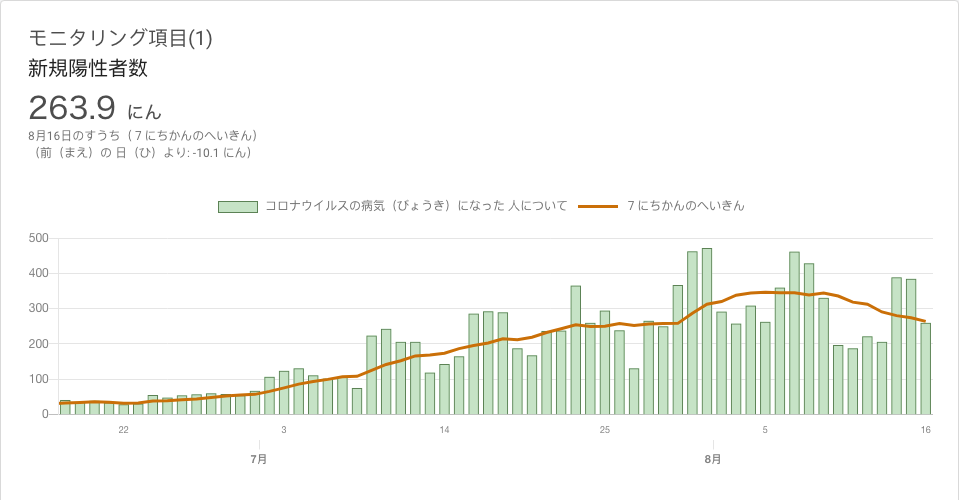 モニタリング項目(1)
新規陽性者数
263.9 にん
8月16日のすうち（７にちかんのへいきん）
（前（まえ）の 日（ひ）より: -10.1 にん）
コロナウイルスの病気（びょうき）になった 人について
７にちかんのへいきん
500
400
300
200
100
0
22 3 14 25 5 16
7月 8月